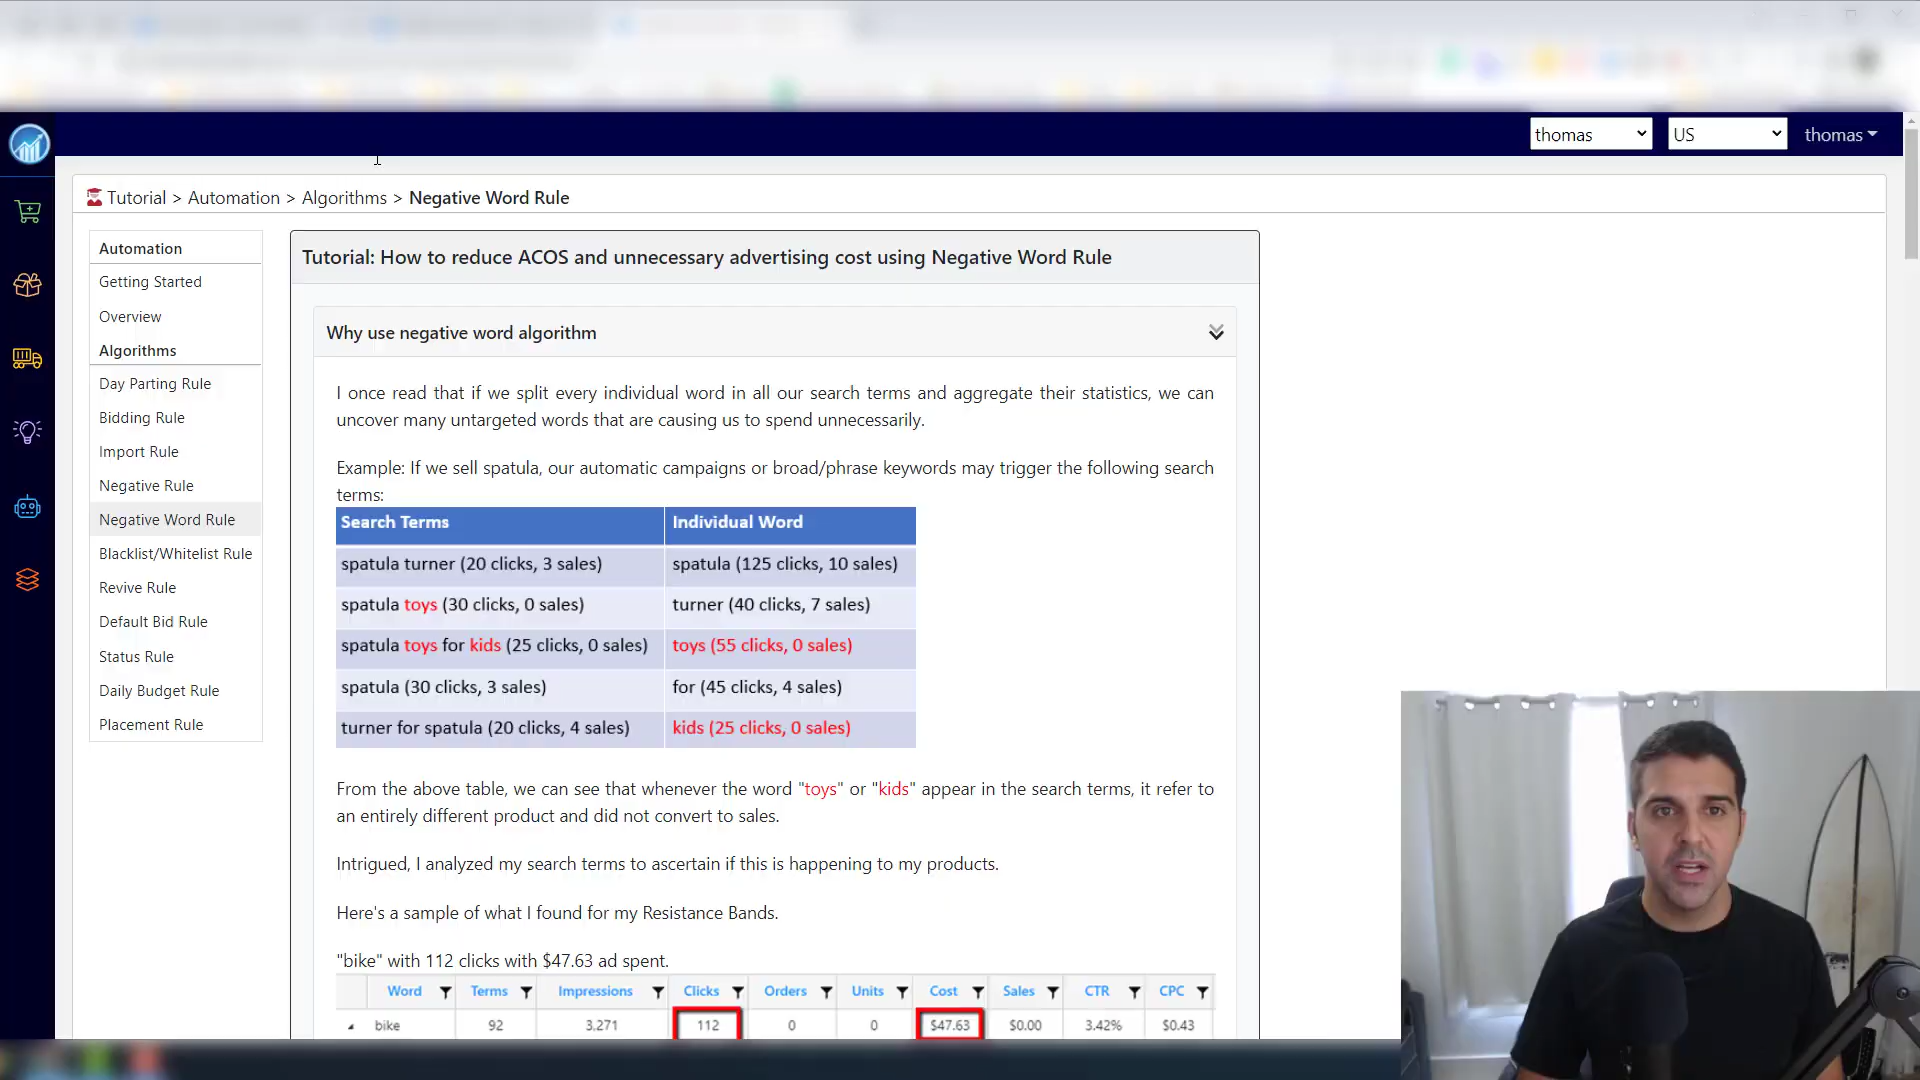 thomas
US
thomas
Tutorial > Automation > Algorithms > Negative Word Rule
Automation
Getting Started
Overview
Algorithms
Day Parting Rule
Bidding Rule
Import Rule
Negative Rule
Negative Word Rule
Blacklist/Whitelist Rule
Revive Rule
Default Bid Rule
Status Rule
Daily Budget Rule
Placement Rule
Tutorial: How to reduce ACOS and unnecessary advertising cost using Negative Word Rule
Why use negative word algorithm
I once read that if we split every individual word in all our search terms and aggregate their statistics, we can
uncover many untargeted words that are causing us to spend unnecessarily.
Example: If we sell spatula, our automatic campaigns or broad/phrase keywords may trigger the following search
terms:
Search Terms Individual Word
spatula turner (20 clicks, 3 sales) spatula (125 clicks, 10 sales)
spatula toys (30 clicks, 0 sales) turner (40 clicks, 7 sales)
spatula toys for kids (25 clicks, 0 sales) toys (55 clicks, 0 sales)
spatula (30 clicks, 3 sales) for (45 clicks, 4 sales)
turner for spatula (20 clicks, 4 sales) kids (25 clicks, 0 sales)
From the above table, we can see that whenever the word "toys" or "kids" appear in the search terms, it refer to
an entirely different product and did not convert to sales.
Intrigued, I analyzed my search terms to ascertain if this is happening to my products.
Here's a sample of what I found for my Resistance Bands.
"bike" with 112 clicks with $47.63 ad spent.
Word Terms Impressions Clicks Orders Units Cost Sales CTR CPC
bike 92 3,271 112 0 0 $47.63 $0.00 3.42% $0.43